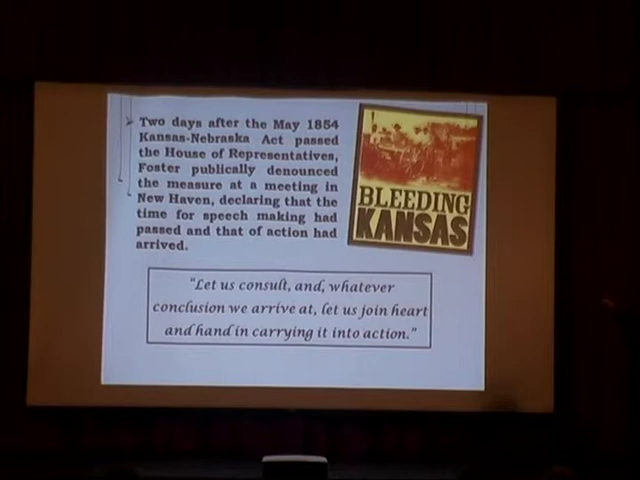 Two days after the May 1854
Kansas-Nebraska Act passed
the House of Representatives,
Foster publically denounced
the measure at a meeting in
New Haven, declaring that the
time for speech making had
passed and that of action had
arrived.
BLEEDING
KANSAS
"Let us consult, and, whatever
conclusion we arrive at, let us join heart
and hand in carrying it into action."